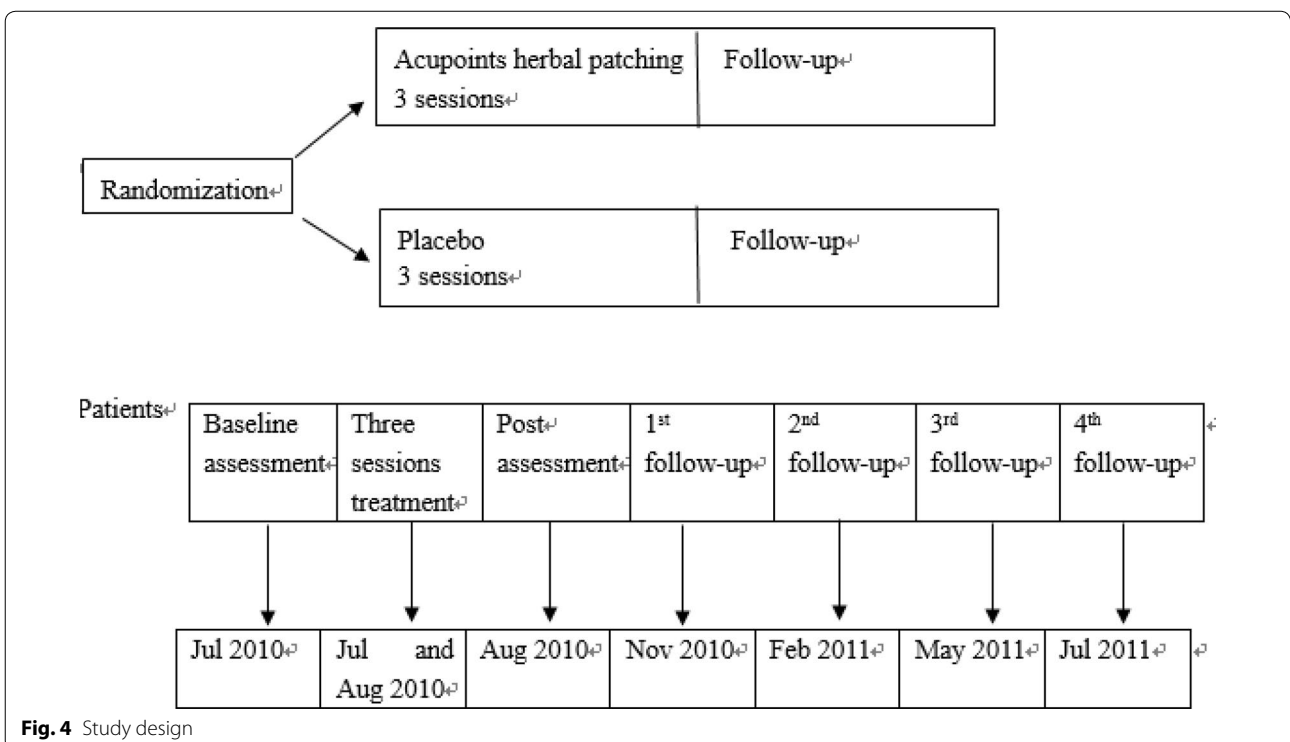 Acupoints herbal patching
3 sessions↵
Follow-up↵
Randomization↵
Placebo
3 sessions↵
Follow-up↵
Patients↵
Baseline
assessment↵
Three
sessions
treatment↵
Post↵
assessment↵
1st
follow-up↵
2nd
follow-up↵
3rd
follow-up↵
4th
follow-up↵
↵
Jul 2010↵
Jul and
Aug 2010↵
Aug 2010↵
Nov 2010↵
Feb 2011↵
May 2011↵
Jul 2011↵
↵
Fig. 4 Study design